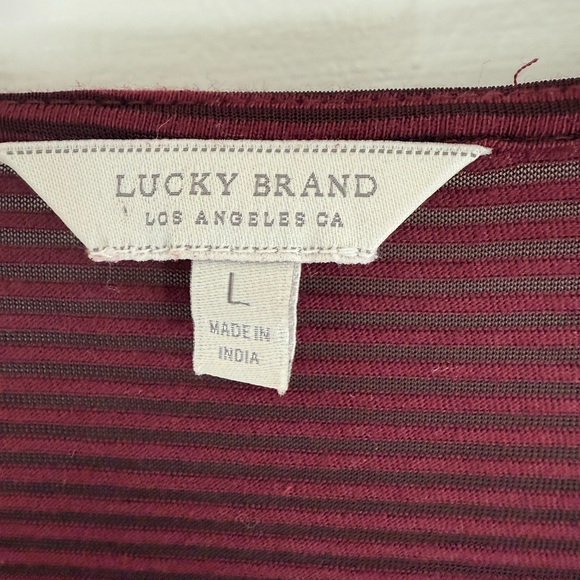 LUCKY BRAND
LOS ANGELES CA
L
MADE IN
INDIA